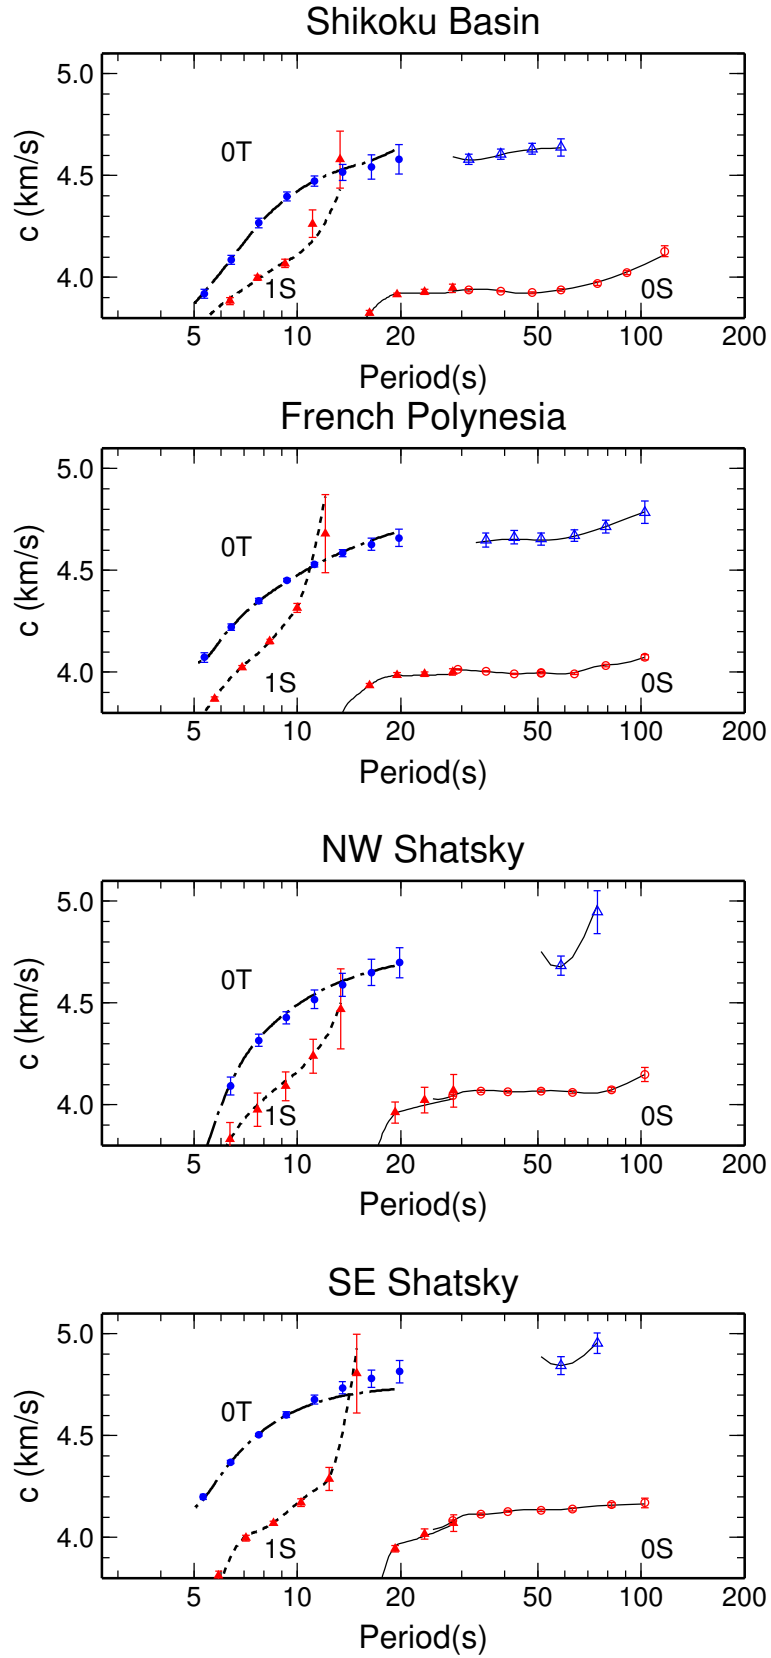 Shikoku Basin
5.0
4.5
4.0
c (km/s)
0T
1S
0S
5 10 20 50 100 200
Period(s)
French Polynesia
5.0
4.5
4.0
c (km/s)
0T
1S
0S
5 10 20 50 100 200
Period(s)
NW Shatsky
5.0
4.5
4.0
c (km/s)
0T
1S
0S
5 10 20 50 100 200
Period(s)
SE Shatsky
5.0
4.5
4.0
c (km/s)
0T
1S
0S
5 10 20 50 100 200
Period(s)